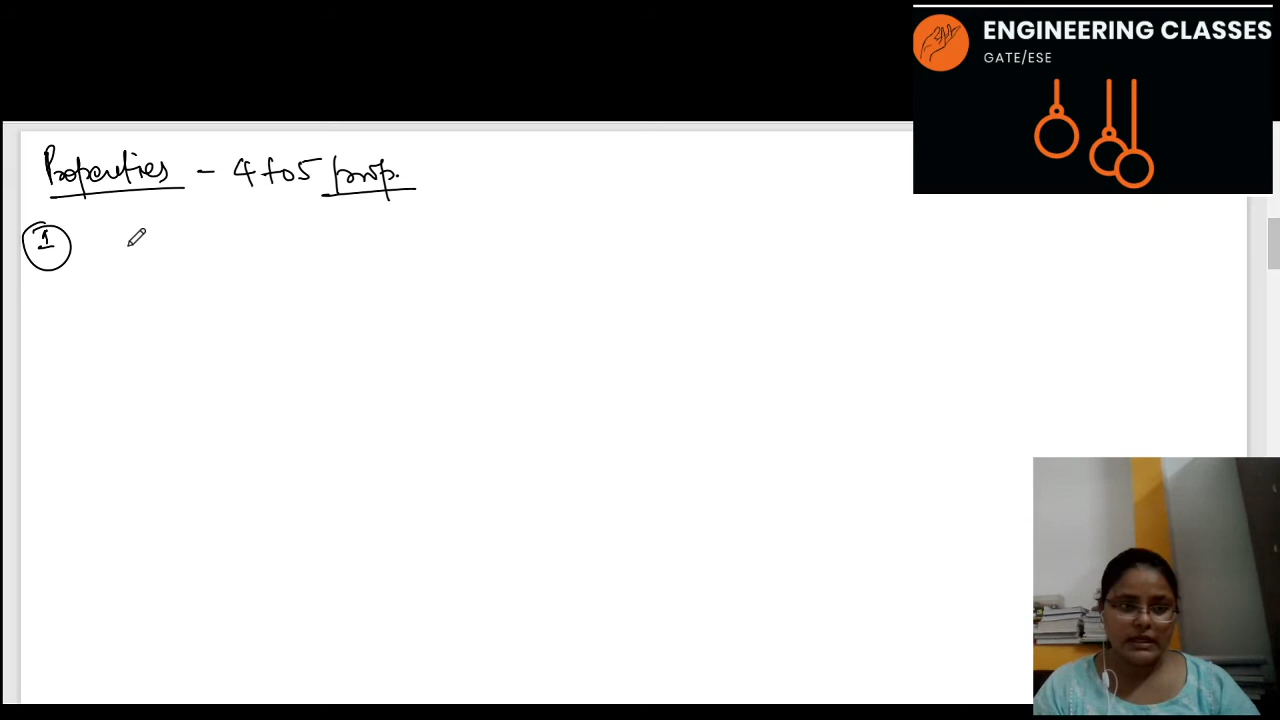 ENGINEERING CLASSES
GATE/ESE
Properties - 4 to 5 prop.
1